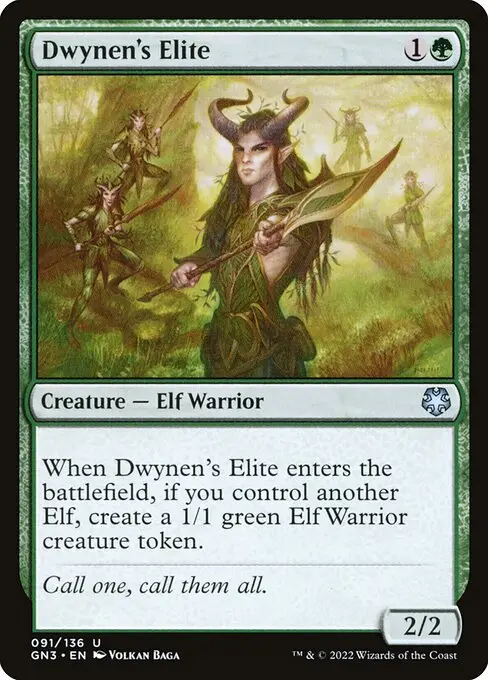 Dwynen's Elite 1
Creature — Elf Warrior
When Dwynen's Elite enters the
battlefield, if you control another
Elf, create a 1/1 green Elf Warrior
creature token.
Call one, call them all.
2/2
091/136 U
GN3 • EN VOLKAN BAGA
™ & © 2022 Wizards of the Coast